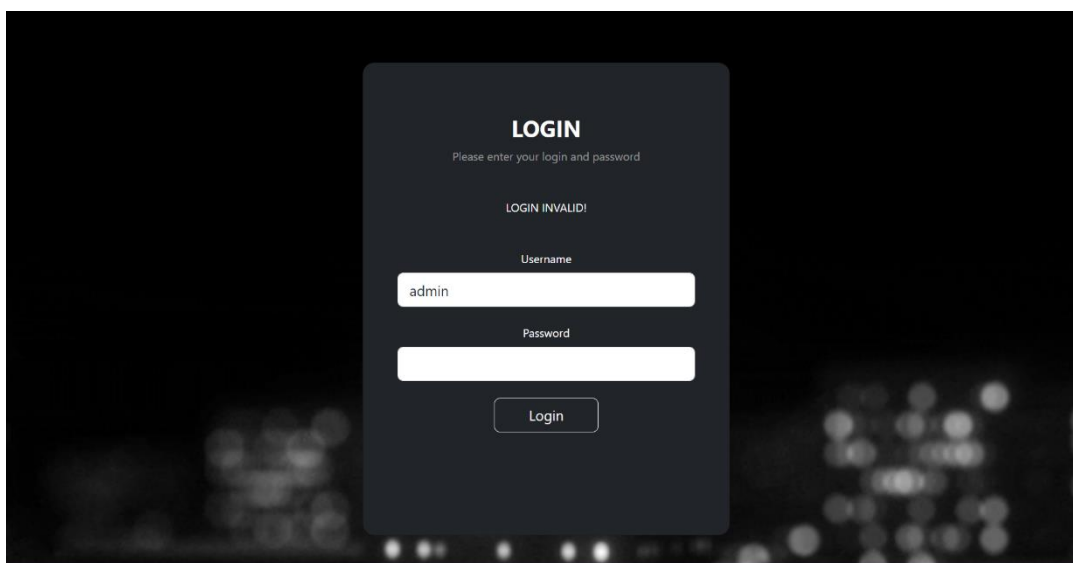 LOGIN
Please enter your login and password
LOGIN INVALID!
Username
admin
Password
Login